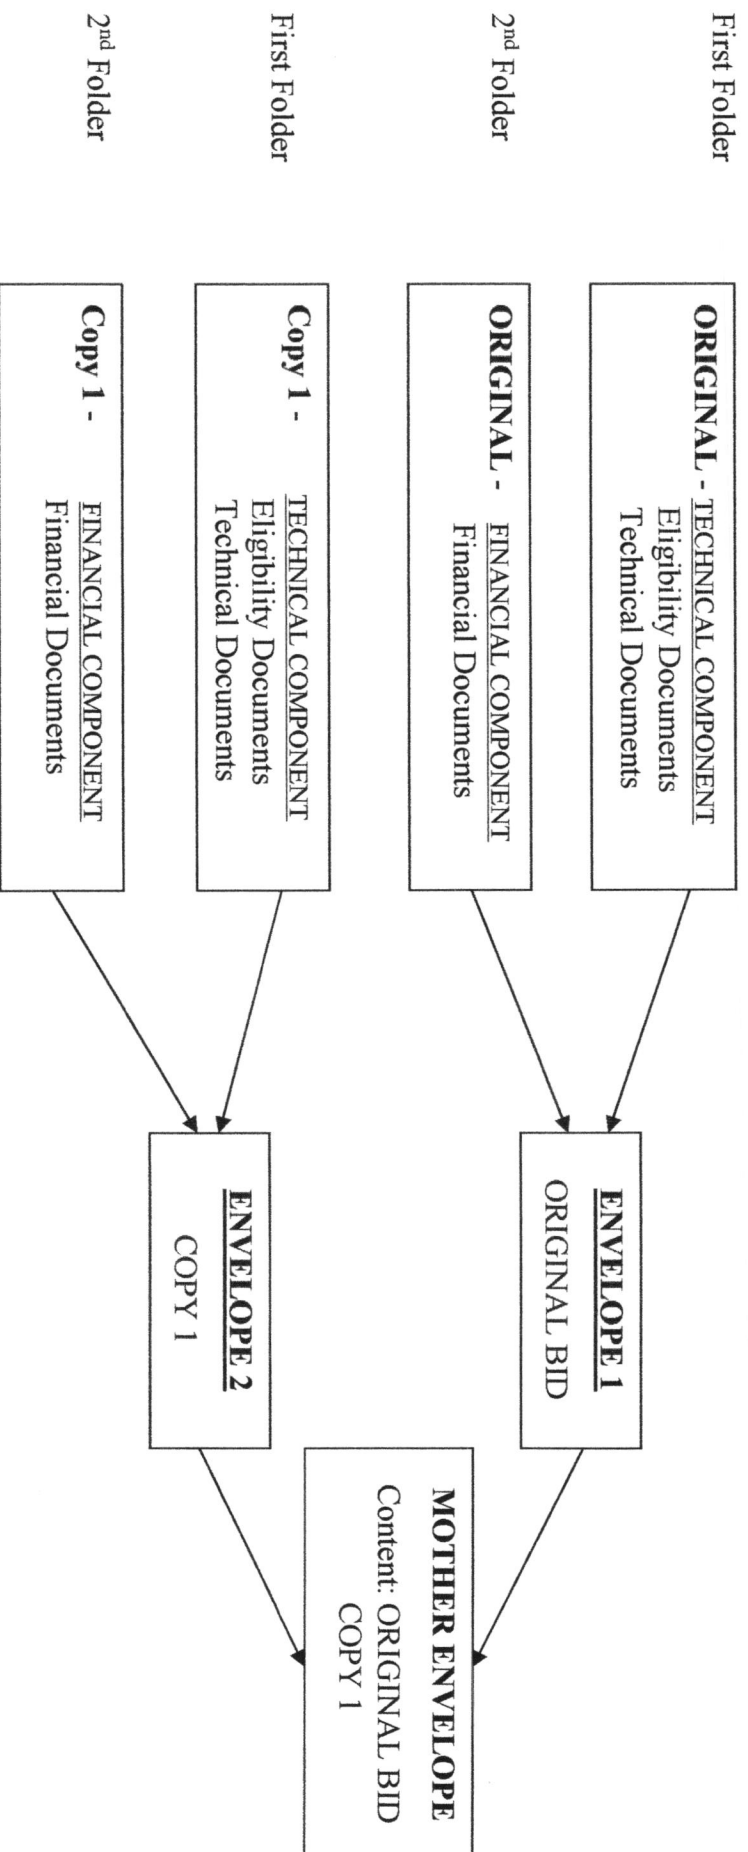 First Folder
ORIGINAL - TECHNICAL COMPONENT
Eligibility Documents
Technical Documents
2nd Folder
ORIGINAL - FINANCIAL COMPONENT
Financial Documents
First Folder
Copy 1 - TECHNICAL COMPONENT
Eligibility Documents
Technical Documents
2nd Folder
Copy 1 - FINANCIAL COMPONENT
Financial Documents
ENVELOPE 1
ORIGINAL BID
ENVELOPE 2
COPY 1
MOTHER ENVELOPE
Content: ORIGINAL BID
COPY 1